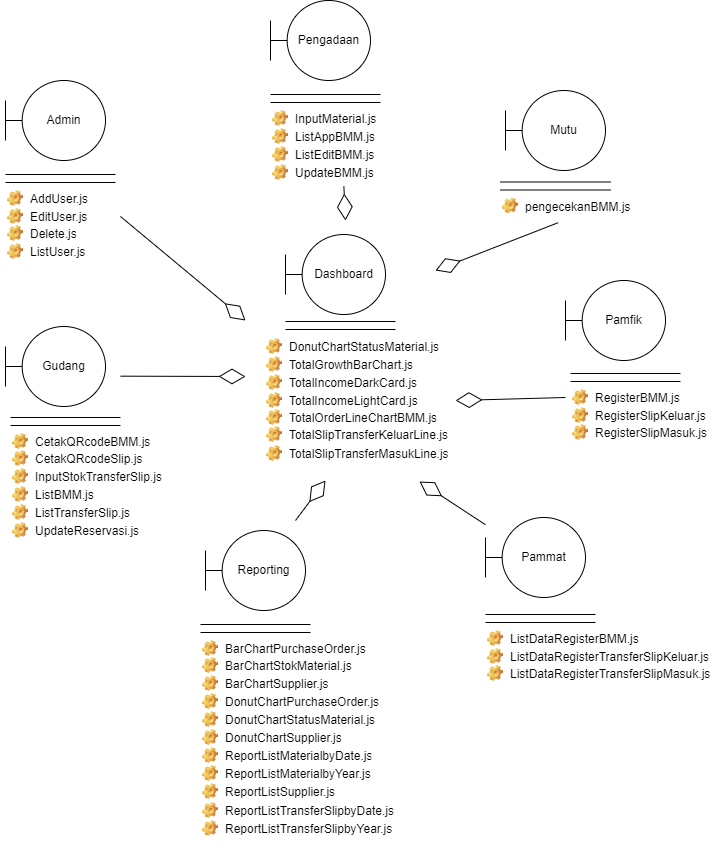 Pengadaan
InputMaterial.js
ListAppBMM.js
ListEditBMM.js
UpdateBMM.js
Admin
AddUser.js
EditUser.js
Delete.js
ListUser.js
Mutu
pengecekanBMM.js
Dashboard
DonutChartStatusMaterial.js
TotalGrowthBarChart.js
TotalIncomeDarkCard.js
TotalIncomeLightCard.js
TotalOrderLineChartBMM.js
TotalSlipTransferKeluarLine.js
TotalSlipTransferMasukLine.js
Pamfik
RegisterBMM.js
RegisterSlipKeluar.js
RegisterSlipMasuk.js
Gudang
CetakQRcodeBMM.js
CetakQRcodeSlip.js
InputStokTransferSlip.js
ListBMM.js
ListTransferSlip.js
UpdateReservasi.js
Reporting
BarChartPurchaseOrder.js
BarChartStokMaterial.js
BarChartSupplier.js
DonutChartPurchaseOrder.js
DonutChartStatusMaterial.js
DonutChartSupplier.js
ReportListMaterialbyDate.js
ReportListMaterialbyYear.js
ReportListSupplier.js
ReportListTransferSlipbyDate.js
ReportListTransferSlipbyYear.js
Pammat
ListDataRegisterBMM.js
ListDataRegisterTransferSlipKeluar.js
ListDataRegisterTransferSlipMasuk.js